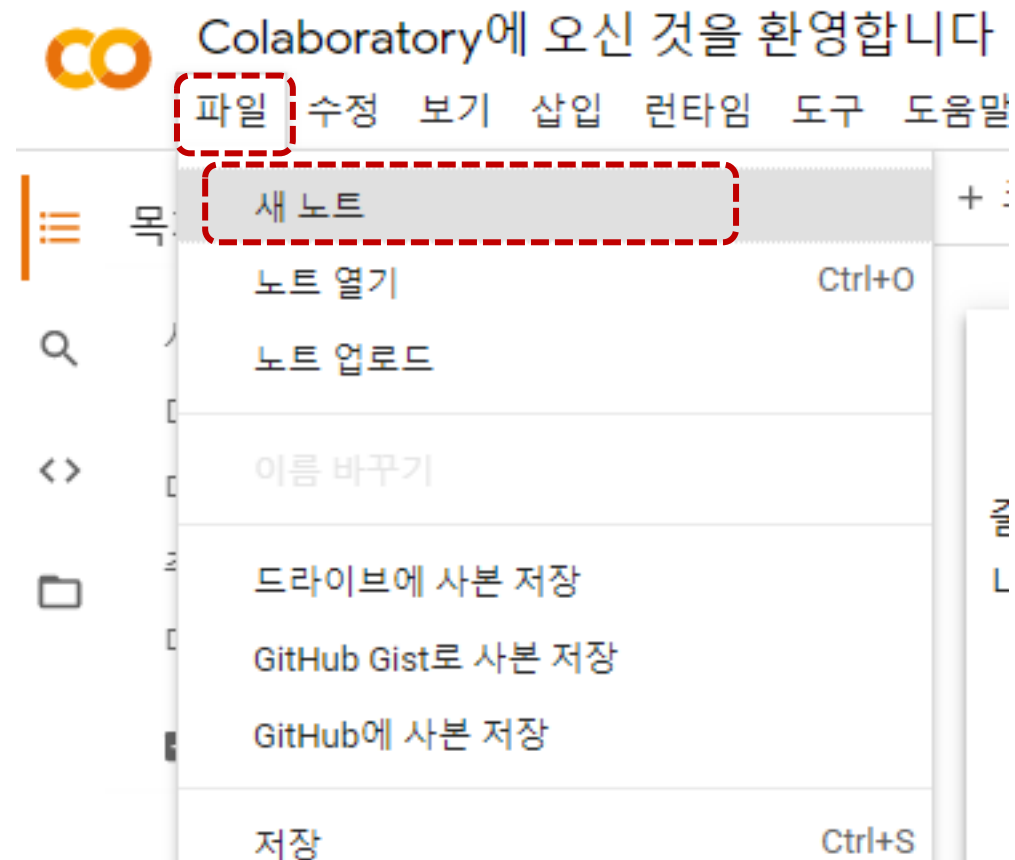 Colaboratory에 오신 것을 환영합니다
파일 수정 보기 삽입 런타임 도구 도움말
새 노트
+
노트 열기 Ctrl+O
노트 업로드
이름 바꾸기
드라이브에 사본 저장
GitHub Gist로 사본 저장
GitHub에 사본 저장
저장 Ctrl+S